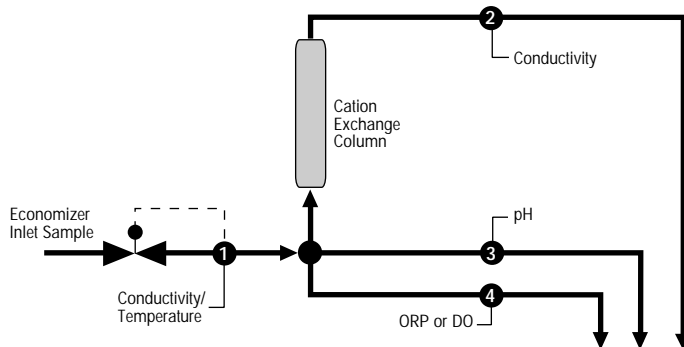 2
Conductivity
Cation
Exchange
Column
Economizer
Inlet Sample
pH
1
3
Conductivity/
Temperature
4
ORP or DO